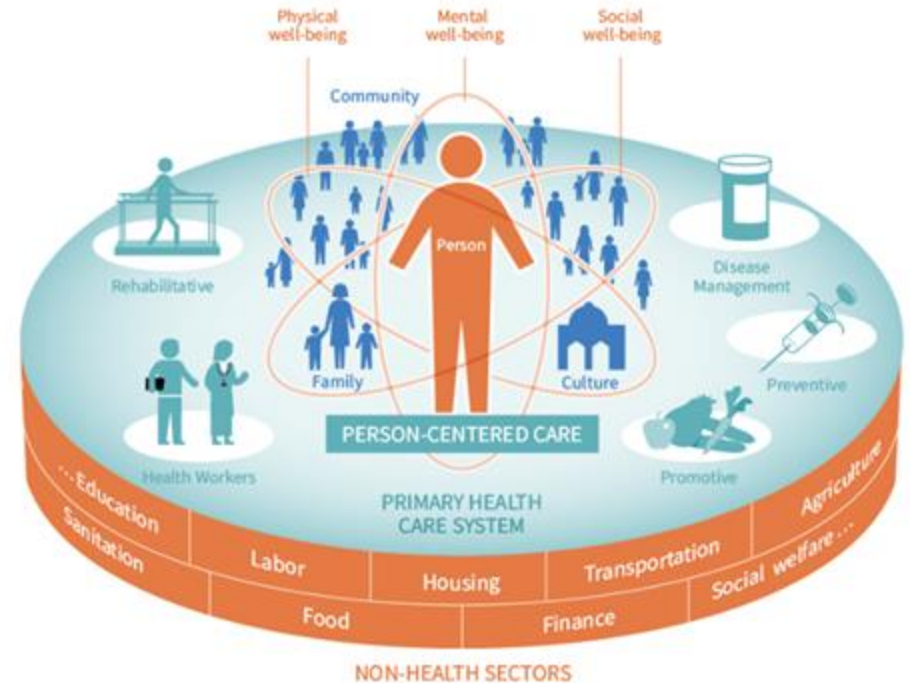 Physical
well-being
Mental
well-being
Social
well-being
Community
Person
Rehabilitative
Disease
Management
Family
Culture
Preventive
PERSON-CENTERED CARE
Health Workers
Promotive
PRIMARY HEALTH
CARE SYSTEM
...Education
Labor
Housing
Transportation
Agriculture
Sanitation
Food
Finance
Social welfare...
NON-HEALTH SECTORS